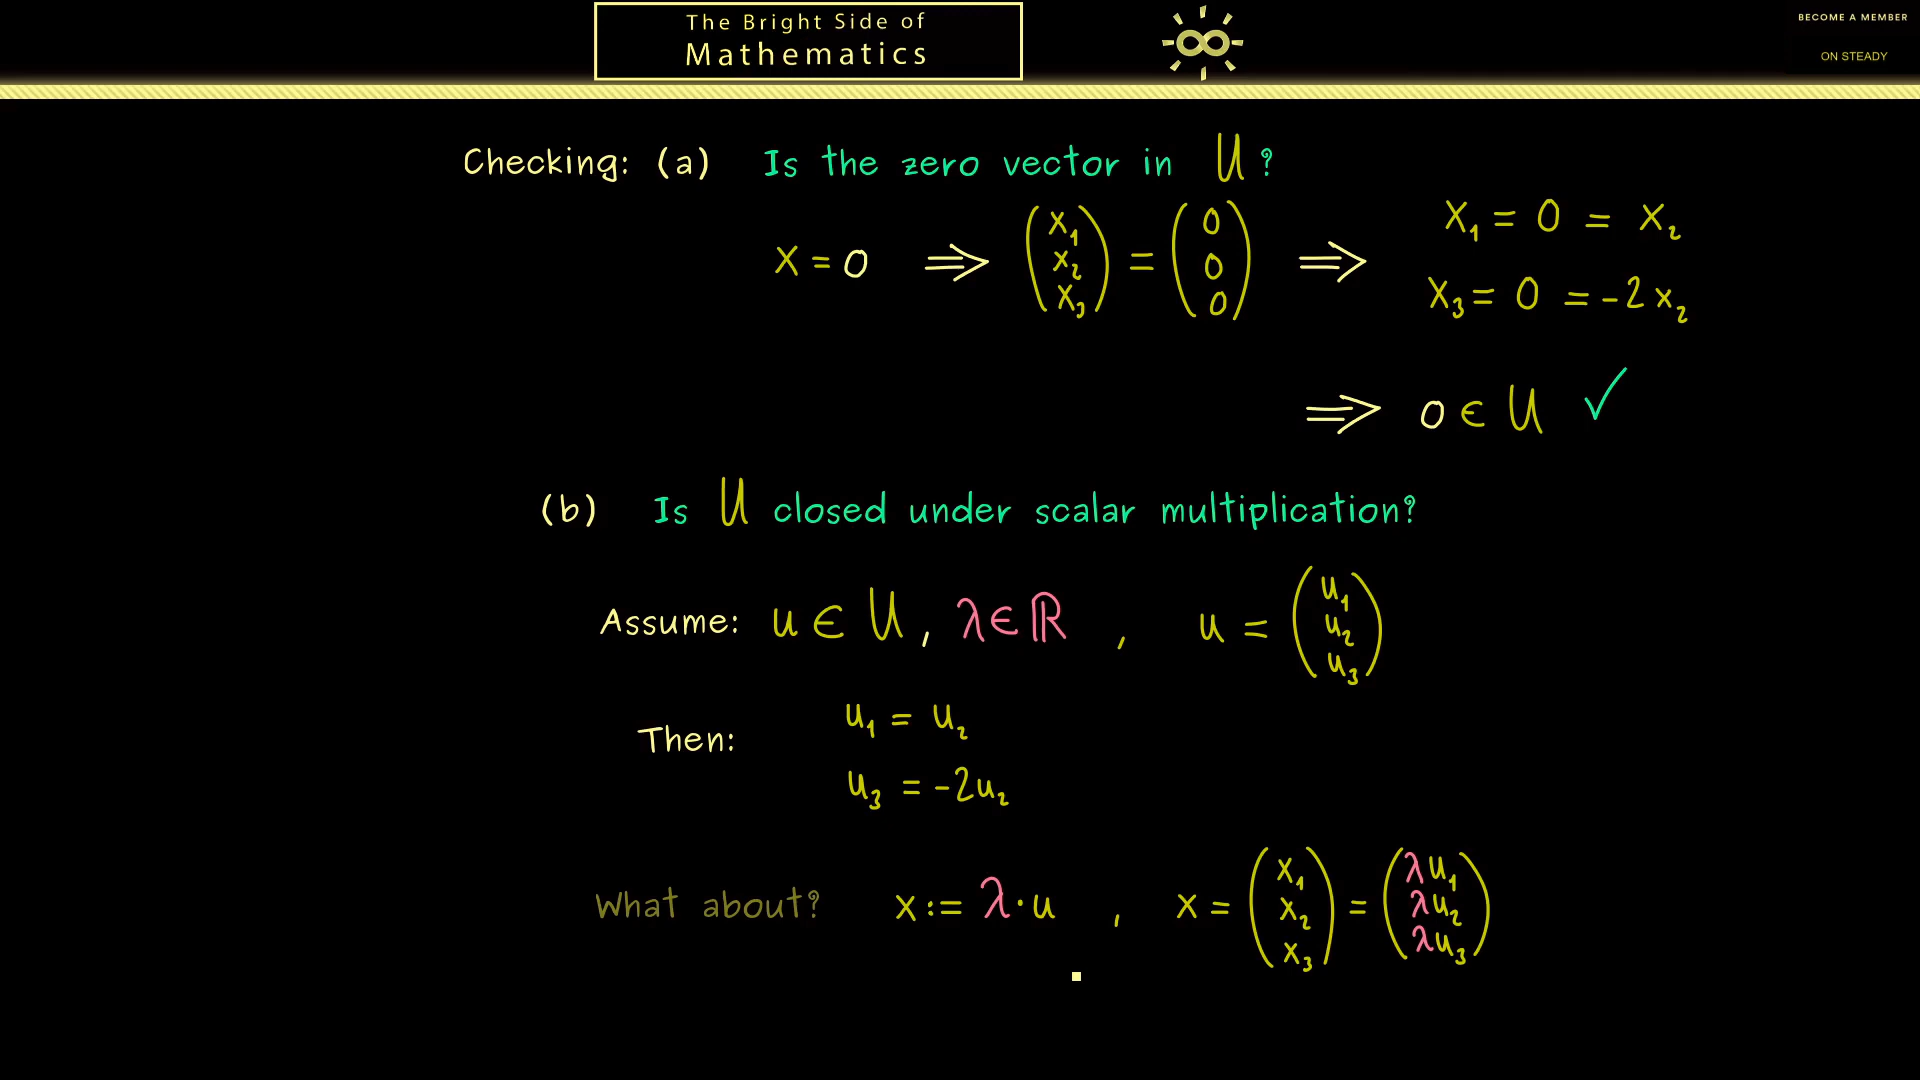 The Bright Side of
Mathematics
BECOME A MEMBER
ON STEADY
Checking: (a) Is the zero vector in U?
x = 0 ⇒ (x₁ x₂ x₃) = (0 0 0) ⇒ x₁ = 0 = x₂
x₃ = 0 = -2x₂
⇒ 0 ∈ U ✓
(b) Is U closed under scalar multiplication?
Assume: u ∈ U, λ ∈ ℝ , u = (u₁ u₂ u₃)
Then: u₁ = u₂
u₃ = -2u₂
What about? x := λ·u , x = (x₁ x₂ x₃) = (λu₁ λu₂ λu₃)